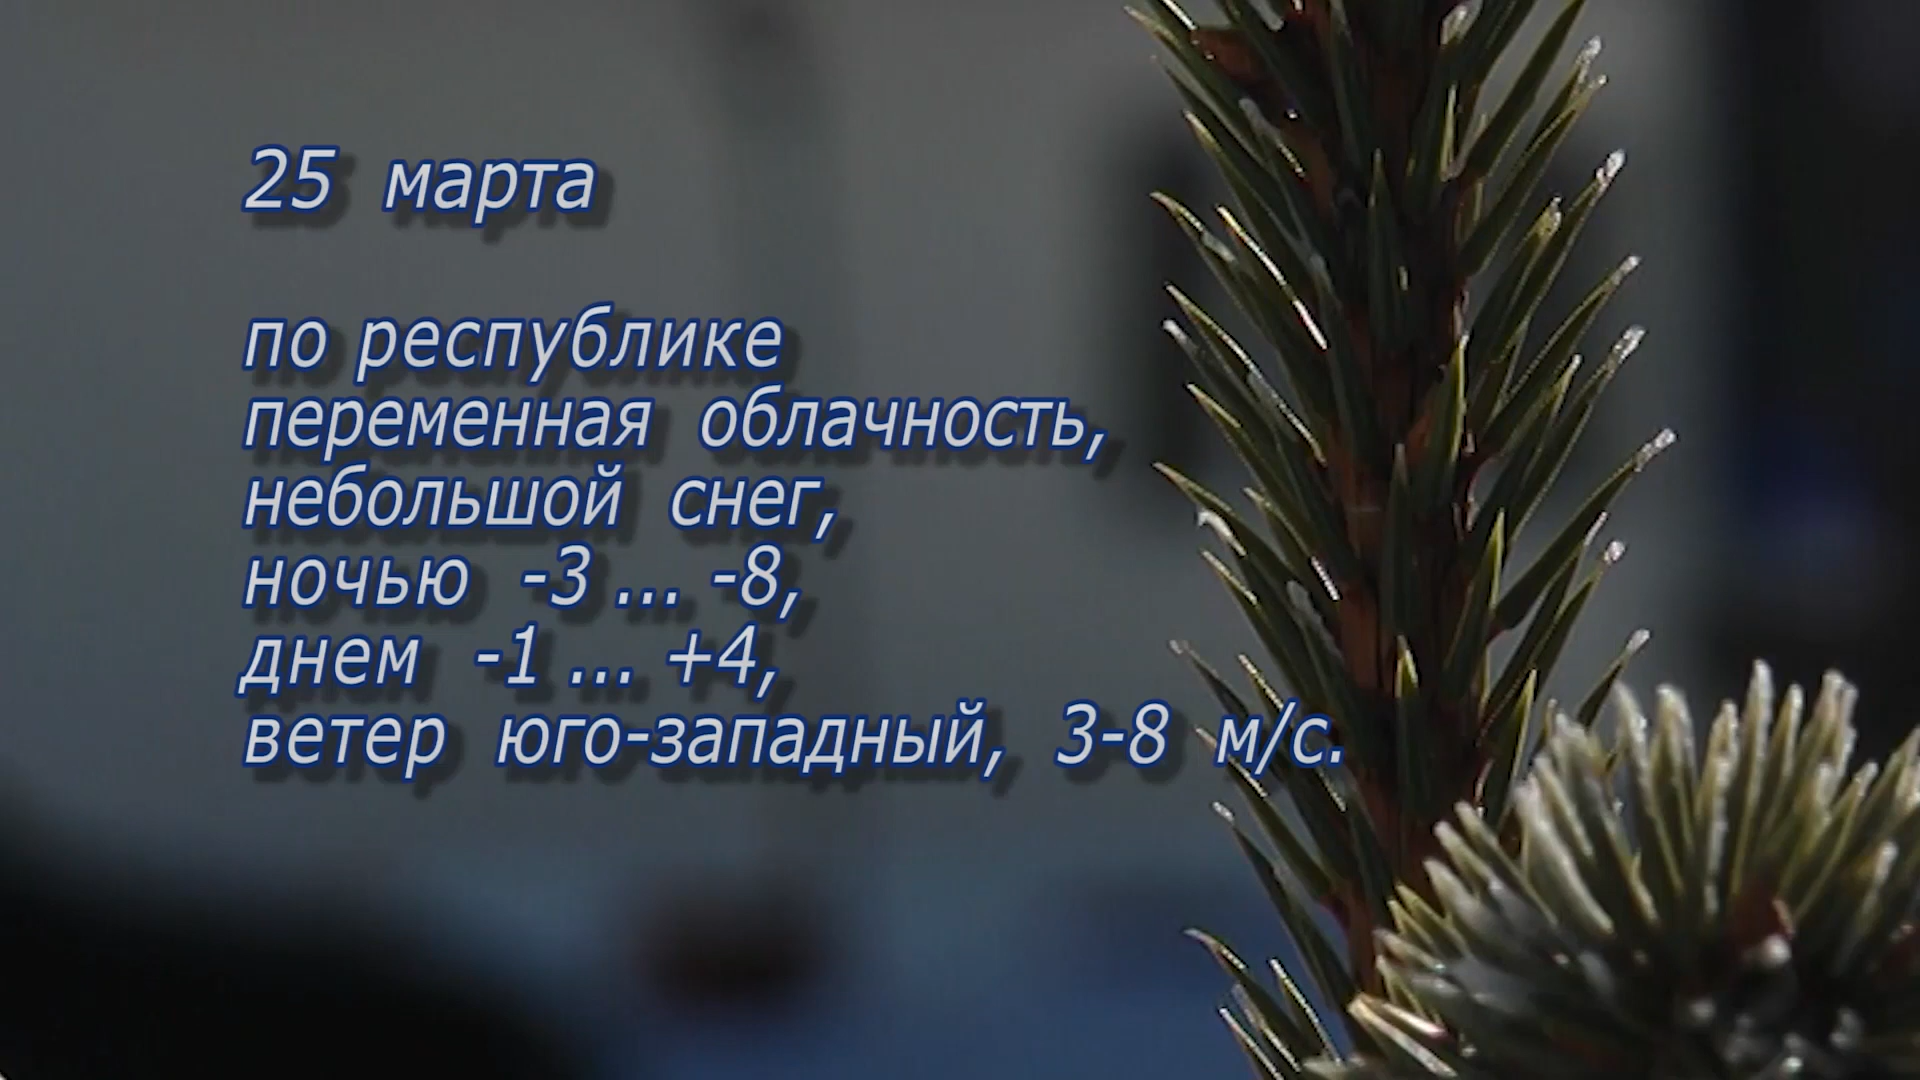 25 марта
по республике
переменная облачность,
небольшой снег,
ночью -3 ... -8,
днем -1 ... +4,
ветер юго-западный, 3-8 м/с.